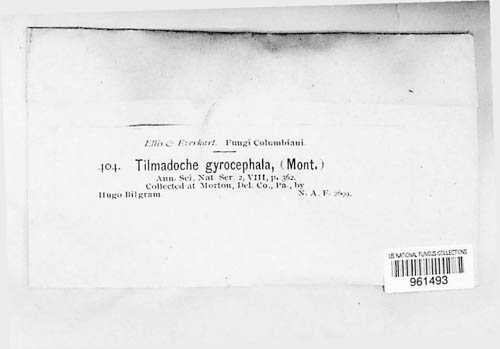 Ellis & Everhart. Fungi Columbiani.
404. Tilmadoche gyrocephala, (Mont.)
Ann. Sci. Nat. Ser. 2, VIII, p. 362.
Collected at Morton, Del. Co., Pa., by
Hugo Bilgram N. A. F. 2699.
US NATIONAL FUNGUS COLLECTIONS
961493